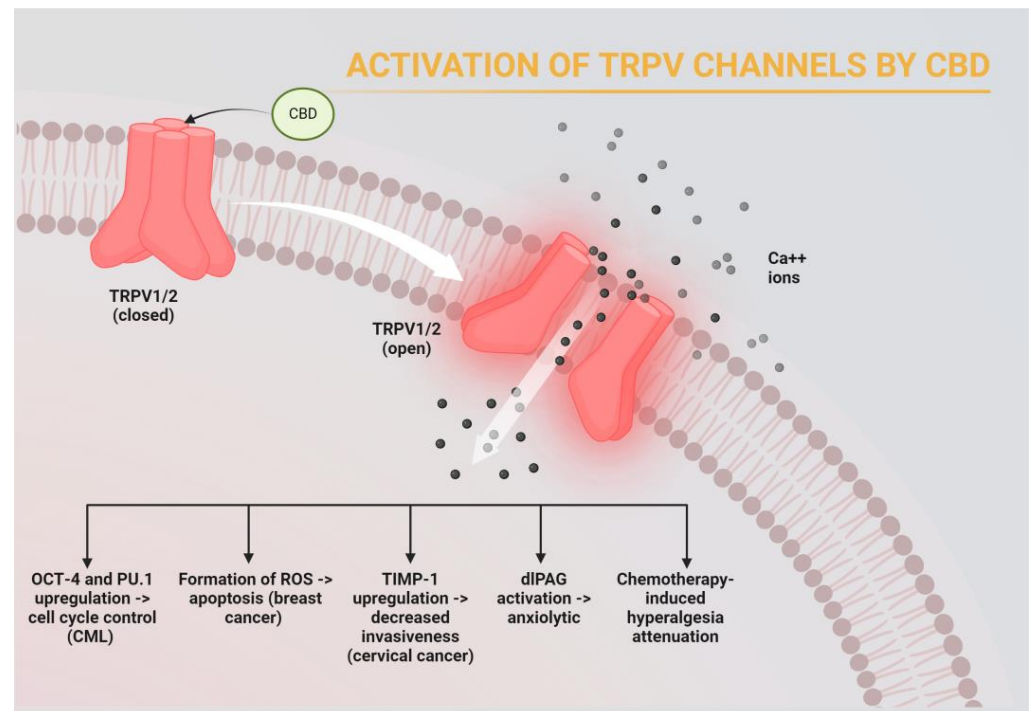 ACTIVATION OF TRPV CHANNELS BY CBD
CBD
TRPV1/2
(closed)
TRPV1/2
(open)
Ca++
ions
OCT-4 and PU.1
upregulation ->
cell cycle control
(CML)
Formation of ROS ->
apoptosis (breast
cancer)
TIMP-1
upregulation ->
decreased
invasiveness
(cervical cancer)
dlPAG
activation ->
anxiolytic
Chemotherapy-
induced
hyperalgesia
attenuation